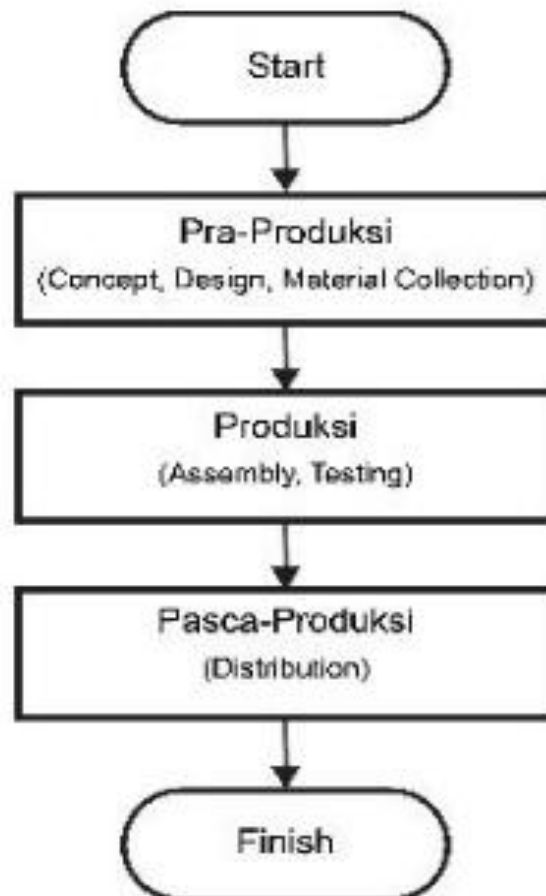 Start
Pra-Produksi
(Concept, Design, Material Collection)
Produksi
(Assembly, Testing)
Pasca-Produksi
(Distribution)
Finish